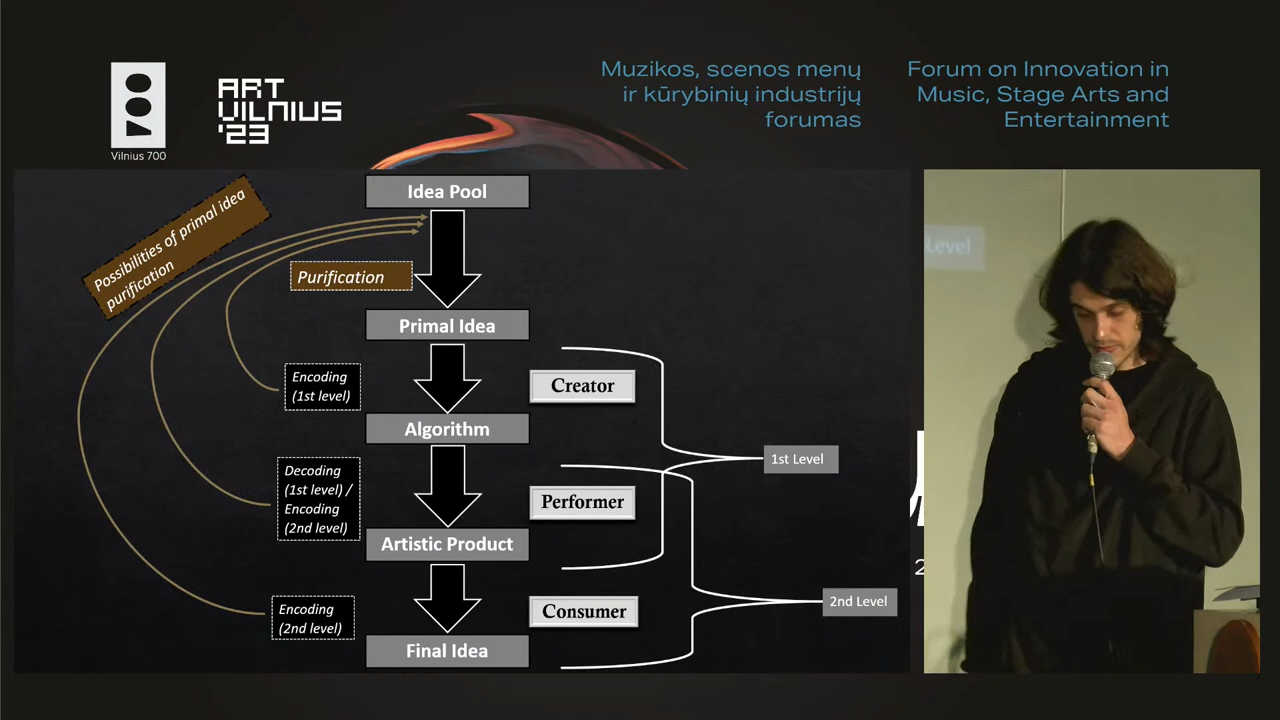 Vilnius 700
ART
VILNIUS
'23
Muzikos, scenos menų
ir kūrybinių industrijų
forumas
Forum on Innovation in
Music, Stage Arts and
Entertainment
Possibilities of primal idea
purification
Idea Pool
Purification
Primal Idea
Encoding
(1st level)
Creator
Algorithm
1st Level
Decoding
(1st level) /
Encoding
(2nd level)
Performer
Artistic Product
Encoding
(2nd level)
Consumer
2nd Level
Final Idea
Level